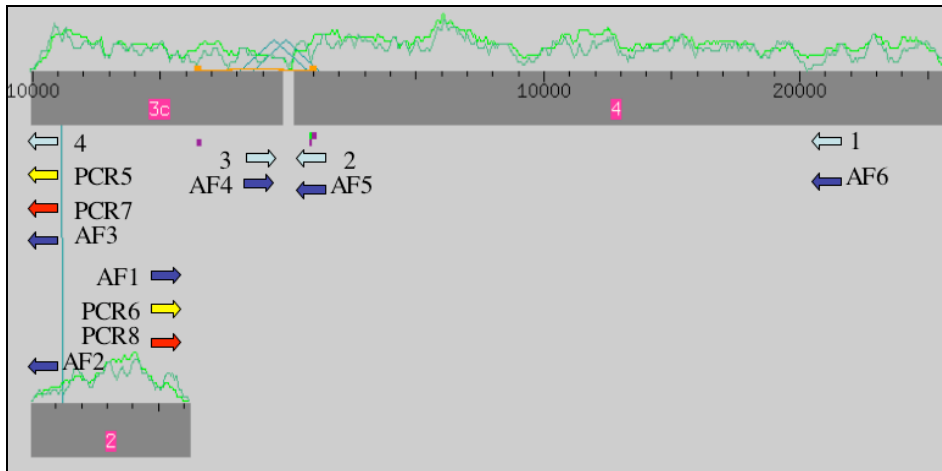 10000 10000 20000
3c 4
4 1
3 2
PCR5 AF4 AF5 AF6
PCR7
AF3
AF1
PCR6
PCR8
AF2
2